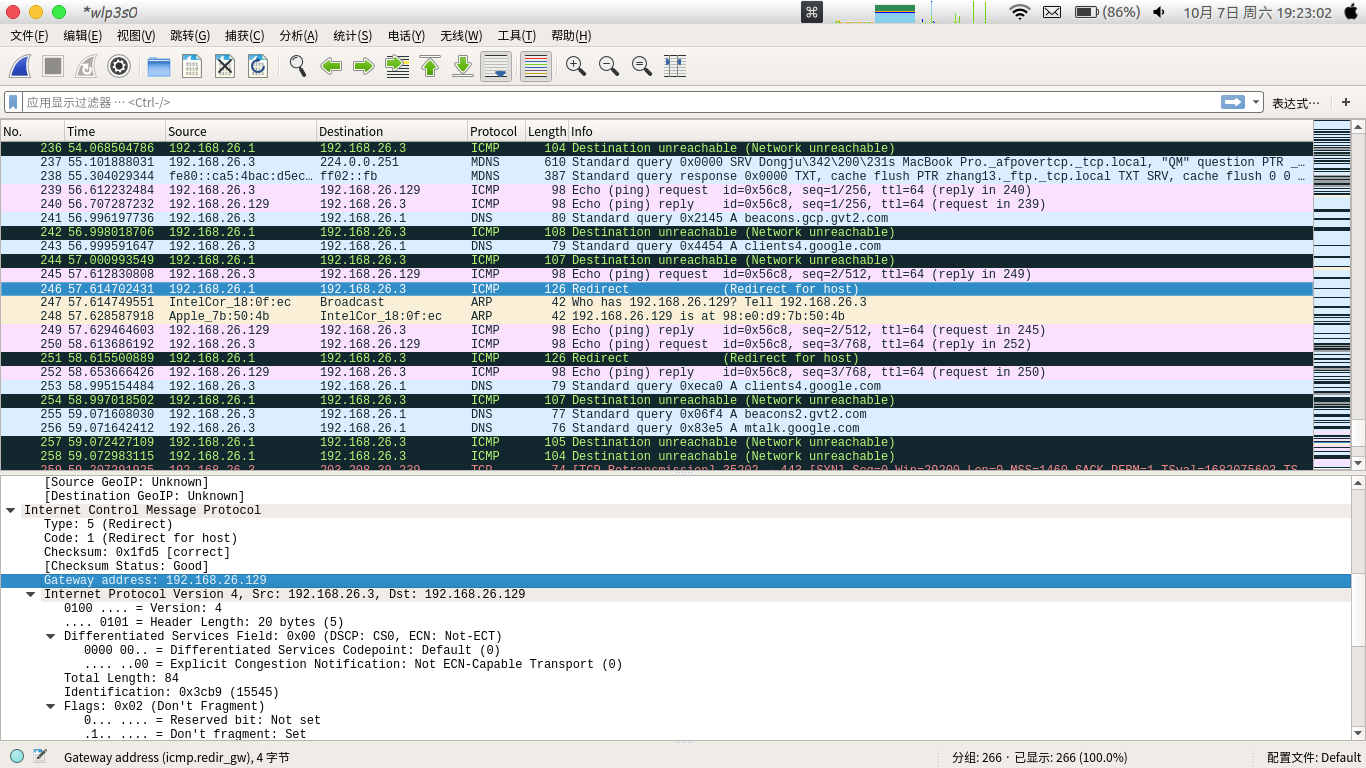 *wlp3s0
⌘ (86%) 10月 7日 周六 19:23:02
文件(F) 编辑(E) 视图(V) 跳转(G) 捕获(C) 分析(A) 统计(S) 电话(Y) 无线(W) 工具(T) 帮助(H)
应用显示过滤器 … <Ctrl-/> 表达式… +
No. Time Source Destination Protocol Length Info
236 54.068504786 192.168.26.1 192.168.26.3 ICMP 104 Destination unreachable (Network unreachable)
237 55.101888031 192.168.26.3 224.0.0.251 MDNS 610 Standard query 0x0000 SRV Dongju\342\200\231s MacBook Pro._afpovertcp._tcp.local, "QM" question PTR _…
238 55.304029344 fe80::ca5:4bac:d5ec… ff02::fb MDNS 387 Standard query response 0x0000 TXT, cache flush PTR zhang13._ftp._tcp.local TXT SRV, cache flush 0 0 …
239 56.612232484 192.168.26.3 192.168.26.129 ICMP 98 Echo (ping) request id=0x56c8, seq=1/256, ttl=64 (reply in 240)
240 56.707287232 192.168.26.129 192.168.26.3 ICMP 98 Echo (ping) reply id=0x56c8, seq=1/256, ttl=64 (request in 239)
241 56.996197736 192.168.26.3 192.168.26.1 DNS 80 Standard query 0x2145 A beacons.gcp.gvt2.com
242 56.998018706 192.168.26.1 192.168.26.3 ICMP 108 Destination unreachable (Network unreachable)
243 56.999591647 192.168.26.3 192.168.26.1 DNS 79 Standard query 0x4454 A clients4.google.com
244 57.000993549 192.168.26.1 192.168.26.3 ICMP 107 Destination unreachable (Network unreachable)
245 57.612830808 192.168.26.3 192.168.26.129 ICMP 98 Echo (ping) request id=0x56c8, seq=2/512, ttl=64 (reply in 249)
246 57.614702431 192.168.26.1 192.168.26.3 ICMP 126 Redirect (Redirect for host)
247 57.614749551 IntelCor_18:0f:ec Broadcast ARP 42 Who has 192.168.26.129? Tell 192.168.26.3
248 57.628587918 Apple_7b:50:4b IntelCor_18:0f:ec ARP 42 192.168.26.129 is at 98:e0:d9:7b:50:4b
249 57.629464603 192.168.26.129 192.168.26.3 ICMP 98 Echo (ping) reply id=0x56c8, seq=2/512, ttl=64 (request in 245)
250 58.613686192 192.168.26.3 192.168.26.129 ICMP 98 Echo (ping) request id=0x56c8, seq=3/768, ttl=64 (reply in 252)
251 58.615500889 192.168.26.1 192.168.26.3 ICMP 126 Redirect (Redirect for host)
252 58.653666426 192.168.26.129 192.168.26.3 ICMP 98 Echo (ping) reply id=0x56c8, seq=3/768, ttl=64 (request in 250)
253 58.995154484 192.168.26.3 192.168.26.1 DNS 79 Standard query 0xeca0 A clients4.google.com
254 58.997018502 192.168.26.1 192.168.26.3 ICMP 107 Destination unreachable (Network unreachable)
255 59.071608030 192.168.26.3 192.168.26.1 DNS 77 Standard query 0x06f4 A beacons2.gvt2.com
256 59.071642412 192.168.26.3 192.168.26.1 DNS 76 Standard query 0x83e5 A mtalk.google.com
257 59.072427109 192.168.26.1 192.168.26.3 ICMP 105 Destination unreachable (Network unreachable)
258 59.072983115 192.168.26.1 192.168.26.3 ICMP 104 Destination unreachable (Network unreachable)
259 59.207291925 192.168.26.3 203.208.39.239 TCP 74 [TCP Retransmission] 35202 → 443 [SYN] Seq=0 Win=29200 Len=0 MSS=1460 SACK_PERM=1 TSval=1682075603 TS…
[Source GeoIP: Unknown]
[Destination GeoIP: Unknown]
Internet Control Message Protocol
Type: 5 (Redirect)
Code: 1 (Redirect for host)
Checksum: 0x1fd5 [correct]
[Checksum Status: Good]
Gateway address: 192.168.26.129
Internet Protocol Version 4, Src: 192.168.26.3, Dst: 192.168.26.129
0100 .... = Version: 4
.... 0101 = Header Length: 20 bytes (5)
Differentiated Services Field: 0x00 (DSCP: CS0, ECN: Not-ECT)
0000 00.. = Differentiated Services Codepoint: Default (0)
.... ..00 = Explicit Congestion Notification: Not ECN-Capable Transport (0)
Total Length: 84
Identification: 0x3cb9 (15545)
Flags: 0x02 (Don't Fragment)
0... .... = Reserved bit: Not set
.1.. .... = Don't fragment: Set
Gateway address (icmp.redir_gw), 4 字节 分组: 266 · 已显示: 266 (100.0%) 配置文件: Default